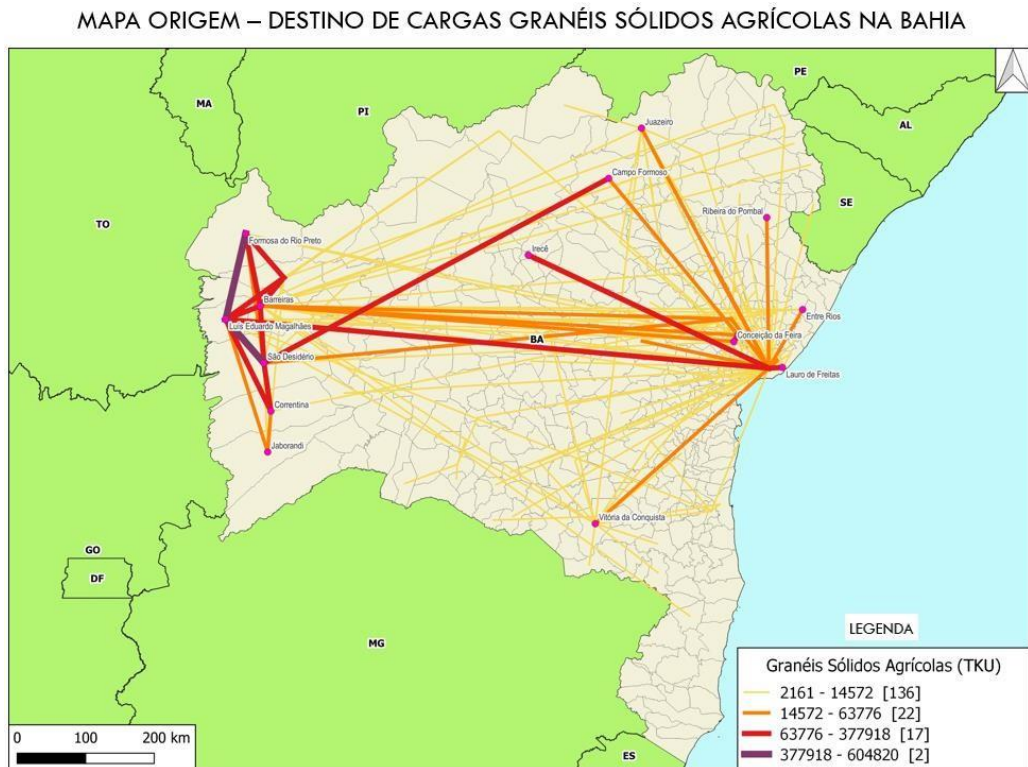 MAPA ORIGEM – DESTINO DE CARGAS GRANÉIS SÓLIDOS AGRÍCOLAS NA BAHIA
PE
MA
PI
AL
Juazeiro
Campo Formoso
SE
Ribeira do Pombal
TO
Formosa do Rio Preto
Irecê
Barreiras
Entre Rios
Luís Eduardo Magalhães
BA
Conceição da Feira
São Desidério
Lauro de Freitas
Correntina
Jaborandi
Vitória da Conquista
GO
DF
MG
LEGENDA
Granéis Sólidos Agrícolas (TKU)
2161 - 14572 [136]
14572 - 63776 [22]
63776 - 377918 [17]
377918 - 604820 [2]
0 100 200 km
ES